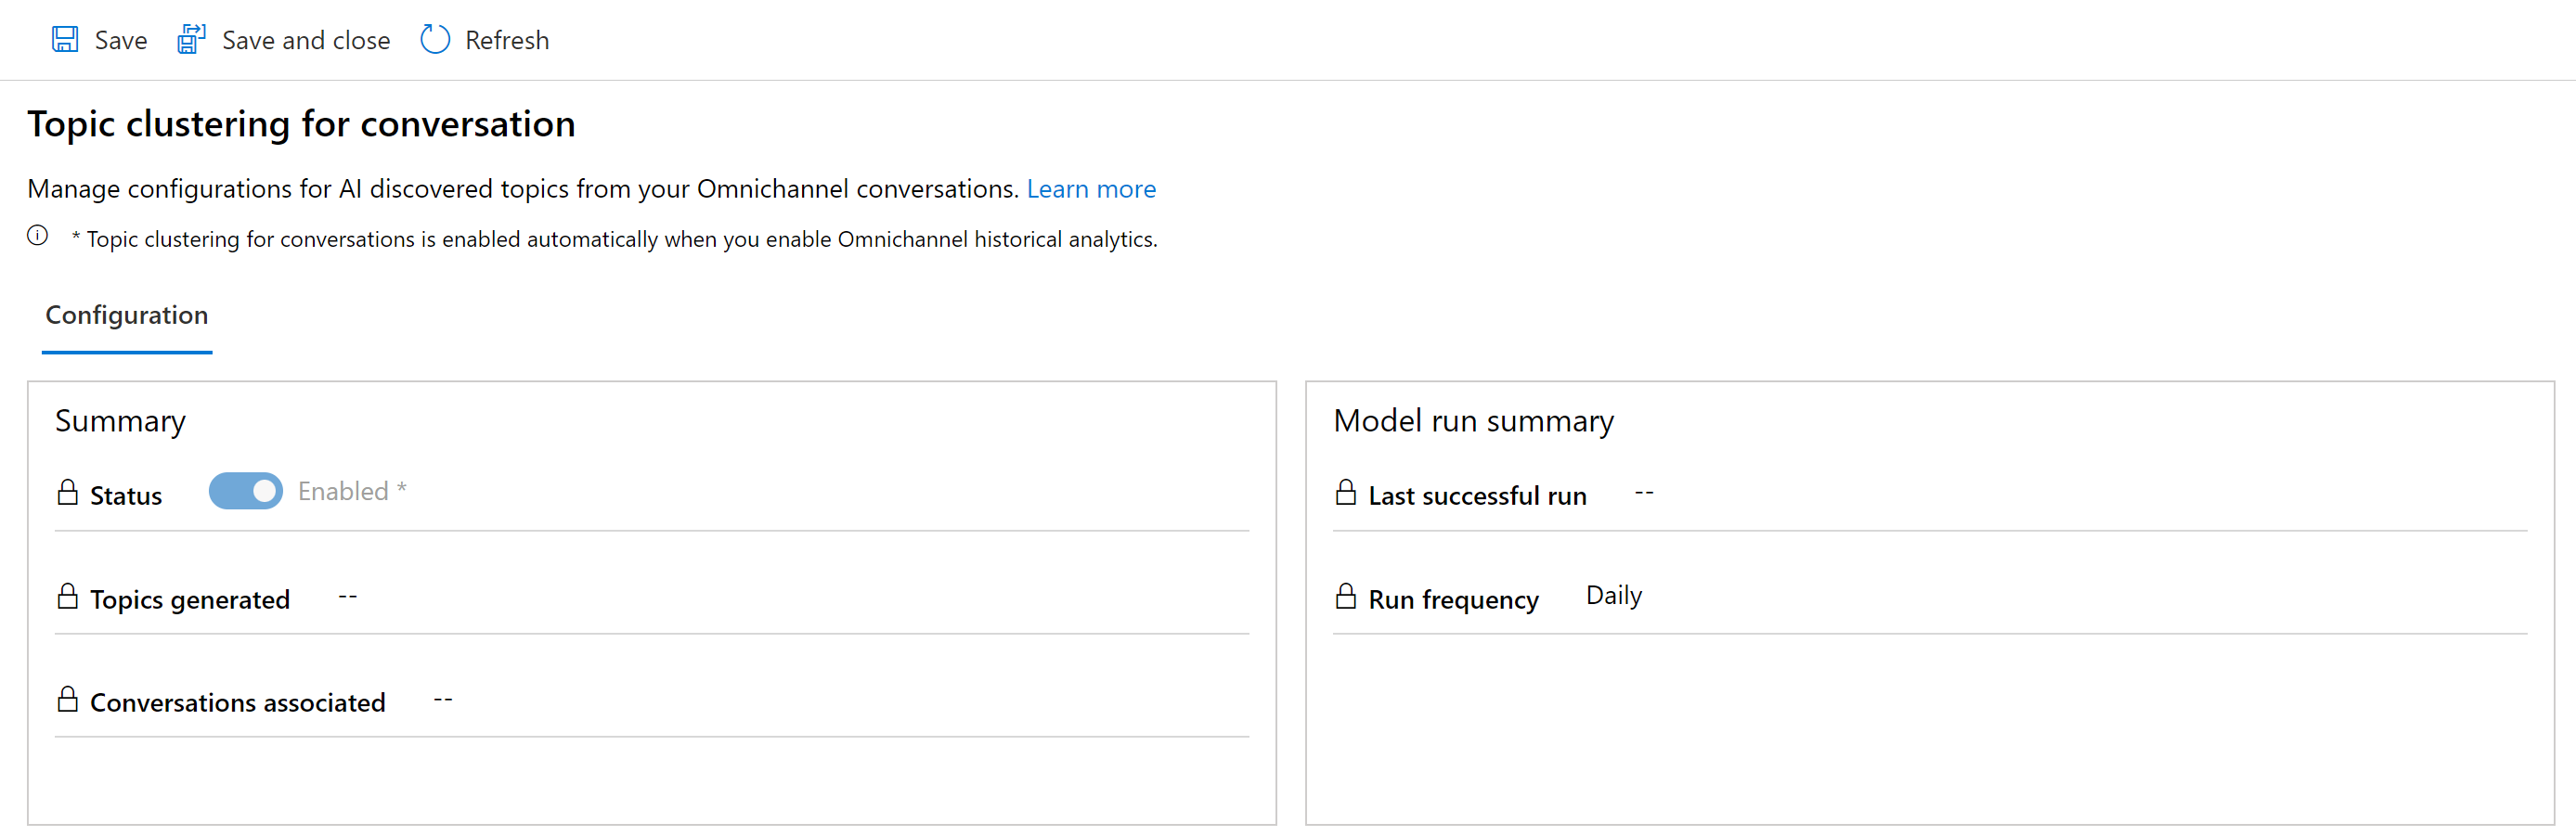 Save Save and close Refresh
Topic clustering for conversation
Manage configurations for AI discovered topics from your Omnichannel conversations. Learn more
* Topic clustering for conversations is enabled automatically when you enable Omnichannel historical analytics.
Configuration
Summary
Status Enabled *
Topics generated --
Conversations associated --
Model run summary
Last successful run --
Run frequency Daily